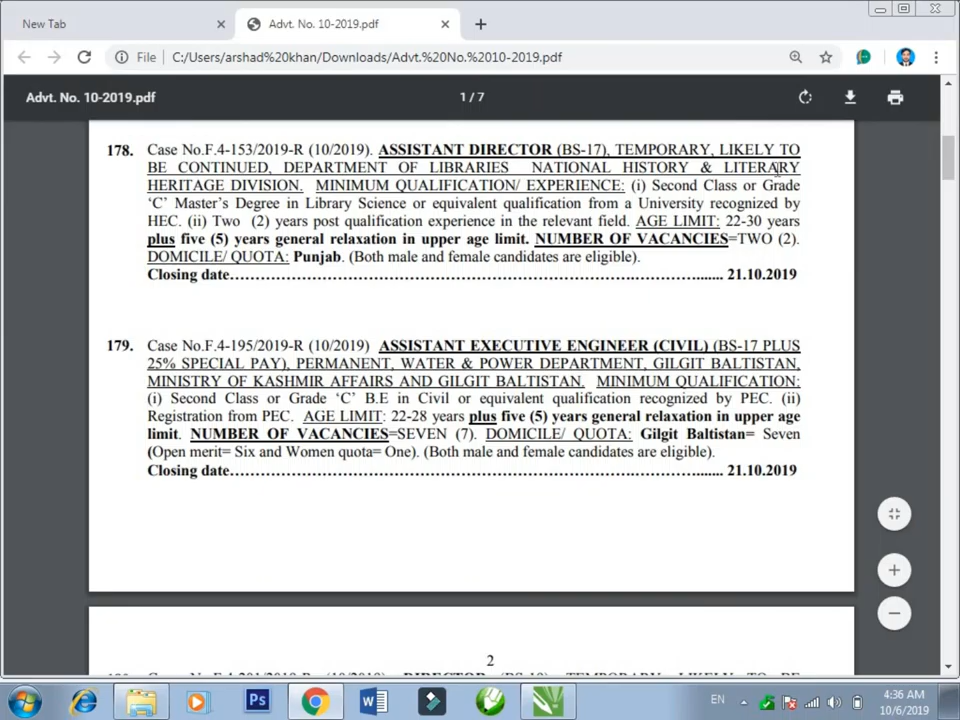 New Tab
Advt. No. 10-2019.pdf
File
C:/Users/arshad%20khan/Downloads/Advt.%20No.%2010-2019.pdf
Advt. No. 10-2019.pdf
1 / 7
178. Case No.F.4-153/2019-R (10/2019). ASSISTANT DIRECTOR (BS-17), TEMPORARY, LIKELY TO
BE CONTINUED, DEPARTMENT OF LIBRARIES NATIONAL HISTORY & LITERARY
HERITAGE DIVISION. MINIMUM QUALIFICATION/ EXPERIENCE: (i) Second Class or Grade
‘C’ Master’s Degree in Library Science or equivalent qualification from a University recognized by
HEC. (ii) Two (2) years post qualification experience in the relevant field. AGE LIMIT: 22-30 years
plus five (5) years general relaxation in upper age limit. NUMBER OF VACANCIES=TWO (2).
DOMICILE/ QUOTA: Punjab. (Both male and female candidates are eligible).
Closing date……………………………………………………….…………....... 21.10.2019
179. Case No.F.4-195/2019-R (10/2019) ASSISTANT EXECUTIVE ENGINEER (CIVIL) (BS-17 PLUS
25% SPECIAL PAY), PERMANENT, WATER & POWER DEPARTMENT, GILGIT BALTISTAN,
MINISTRY OF KASHMIR AFFAIRS AND GILGIT BALTISTAN. MINIMUM QUALIFICATION:
(i) Second Class or Grade ‘C’ B.E in Civil or equivalent qualification recognized by PEC. (ii)
Registration from PEC. AGE LIMIT: 22-28 years plus five (5) years general relaxation in upper age
limit. NUMBER OF VACANCIES=SEVEN (7). DOMICILE/ QUOTA: Gilgit Baltistan= Seven
(Open merit= Six and Women quota= One). (Both male and female candidates are eligible).
Closing date……………………………………………………….…………....... 21.10.2019
2
EN
4:36 AM
10/6/2019